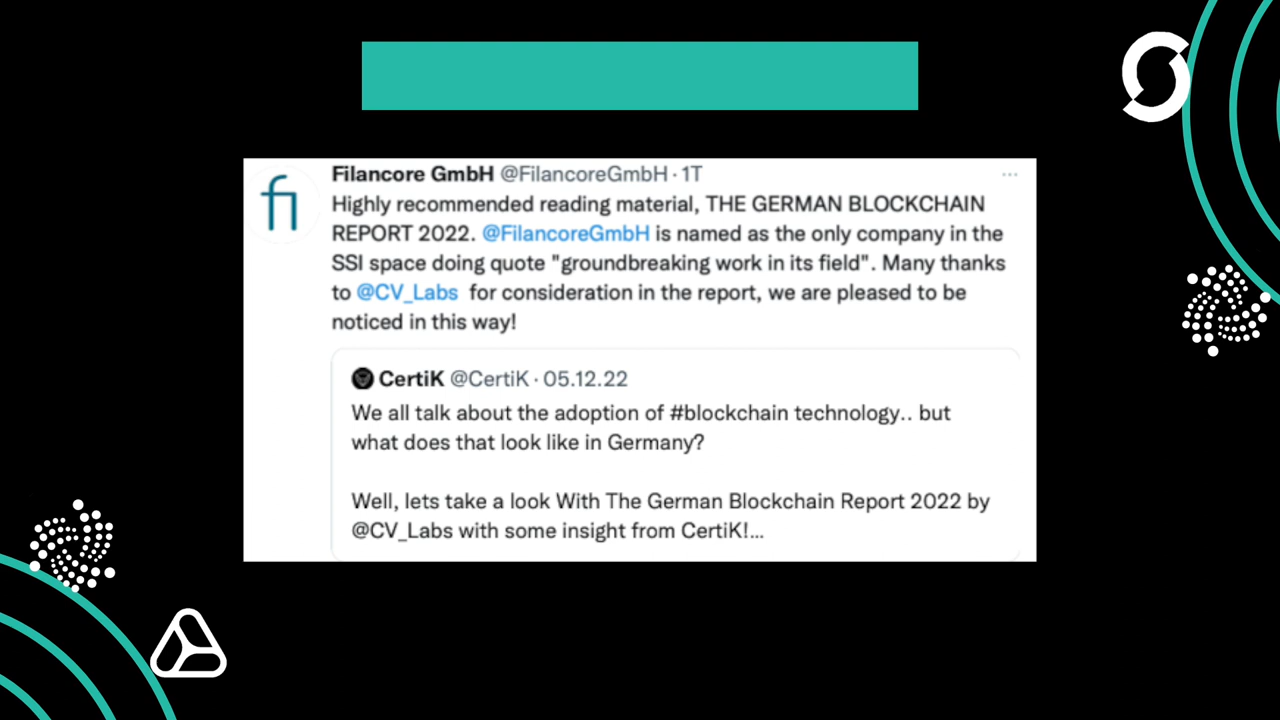 Filancore GmbH @FilancoreGmbH · 1T
Highly recommended reading material, THE GERMAN BLOCKCHAIN
REPORT 2022. @FilancoreGmbH is named as the only company in the
SSI space doing quote "groundbreaking work in its field". Many thanks
to @CV_Labs for consideration in the report, we are pleased to be
noticed in this way!
CertiK @CertiK · 05.12.22
We all talk about the adoption of #blockchain technology.. but
what does that look like in Germany?
Well, lets take a look With The German Blockchain Report 2022 by
@CV_Labs with some insight from CertiK!...